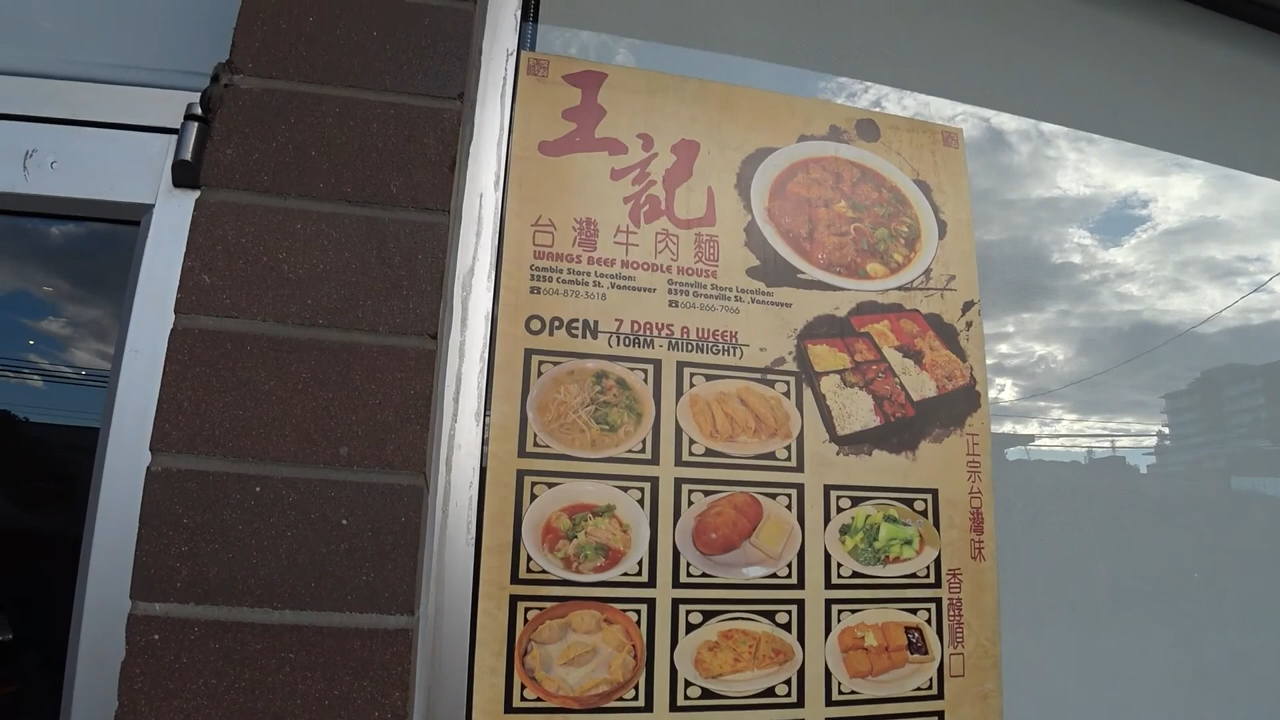 王記
台灣牛肉麵
WANGS BEEF NOODLE HOUSE
Cambie Store Location:
3250 Cambie St. ,Vancouver
☎604-872-3618
Granville Store Location:
8390 Granville St. ,Vancouver
☎604-266-7966
OPEN 7 DAYS A WEEK
(10AM - MIDNIGHT)
正宗台灣味
香醇順口